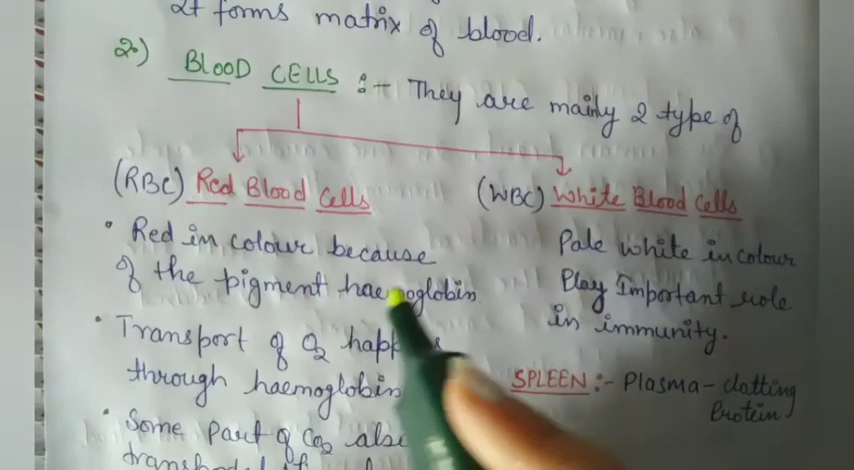 It forms matrix of blood.
2.) BLOOD CELLS :- They are mainly 2 type of
(RBC) Red Blood Cells
• Red in colour because
of the pigment haemoglobin
• Transport of O2 happ
through haemoglobin
• Some part of CO2 also
(WBC) White Blood Cells
Pale white in colour
Play Important role
in immunity.
SPLEEN :- Plasma - clotting
Protein